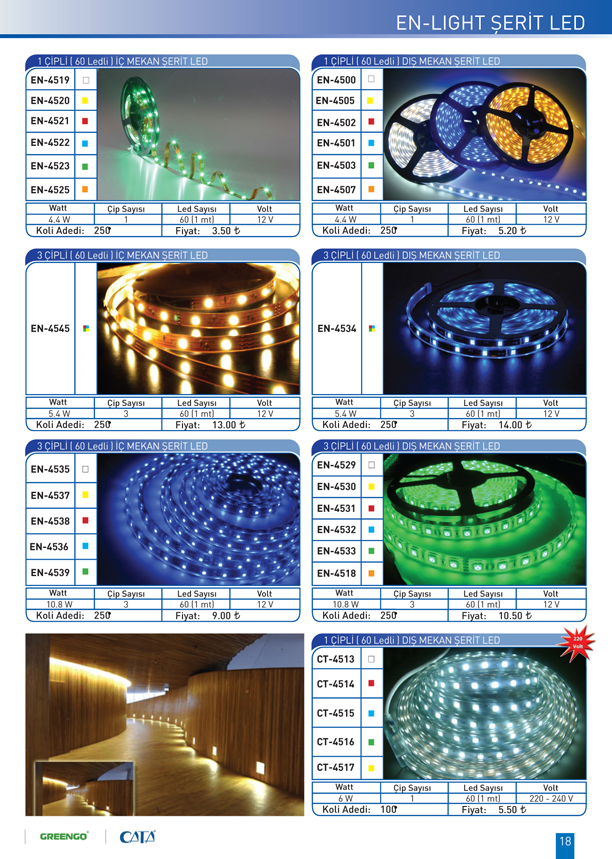 EN-LIGHT ŞERİT LED
1 ÇİPLİ ( 60 Ledli ) İÇ MEKAN ŞERİT LED
EN-4519
EN-4520
EN-4521
EN-4522
EN-4523
EN-4525
Watt Çip Sayısı Led Sayısı Volt
4.4 W 1 60 (1 mt) 12 V
Koli Adedi: 250 Fiyat: 3.50 ₺
1 ÇİPLİ ( 60 Ledli ) DIŞ MEKAN ŞERİT LED
EN-4500
EN-4505
EN-4502
EN-4501
EN-4503
EN-4507
Watt Çip Sayısı Led Sayısı Volt
4.4 W 1 60 (1 mt) 12 V
Koli Adedi: 250 Fiyat: 5.20 ₺
3 ÇİPLİ ( 60 Ledli ) İÇ MEKAN ŞERİT LED
EN-4545
Watt Çip Sayısı Led Sayısı Volt
5.4 W 3 60 (1 mt) 12 V
Koli Adedi: 250 Fiyat: 13.00 ₺
3 ÇİPLİ ( 60 Ledli ) DIŞ MEKAN ŞERİT LED
EN-4534
Watt Çip Sayısı Led Sayısı Volt
5.4 W 3 60 (1 mt) 12 V
Koli Adedi: 250 Fiyat: 14.00 ₺
3 ÇİPLİ ( 60 Ledli ) İÇ MEKAN ŞERİT LED
EN-4535
EN-4537
EN-4538
EN-4536
EN-4539
Watt Çip Sayısı Led Sayısı Volt
10.8 W 3 60 (1 mt) 12 V
Koli Adedi: 250 Fiyat: 9.00 ₺
3 ÇİPLİ ( 60 Ledli ) DIŞ MEKAN ŞERİT LED
EN-4529
EN-4530
EN-4531
EN-4532
EN-4533
EN-4518
Watt Çip Sayısı Led Sayısı Volt
10.8 W 3 60 (1 mt) 12 V
Koli Adedi: 250 Fiyat: 10.50 ₺
1 ÇİPLİ ( 60 Ledli ) DIŞ MEKAN ŞERİT LED
220 Volt
CT-4513
CT-4514
CT-4515
CT-4516
CT-4517
Watt Çip Sayısı Led Sayısı Volt
6 W 1 60 (1 mt) 220 - 240 V
Koli Adedi: 100 Fiyat: 5.50 ₺
GREENGO® CATA
18